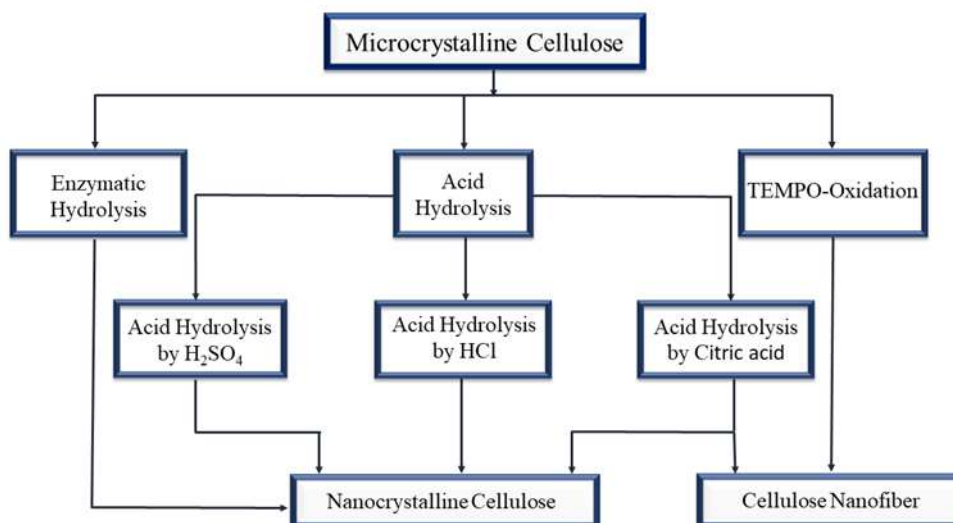 Microcrystalline Cellulose
Enzymatic
Hydrolysis
Acid
Hydrolysis
TEMPO-Oxidation
Acid Hydrolysis
by H₂SO₄
Acid Hydrolysis
by HCl
Acid Hydrolysis
by Citric acid
Nanocrystalline Cellulose
Cellulose Nanofiber